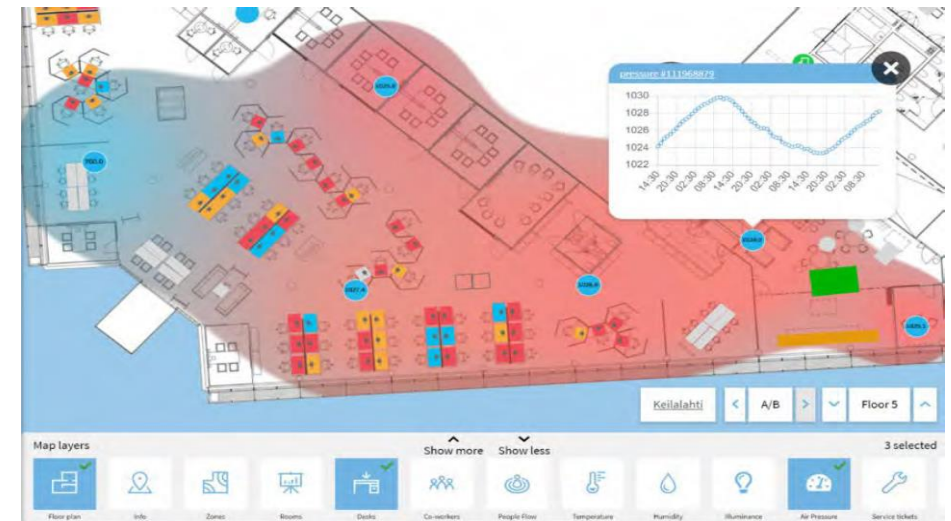 pressure #111968879
1030
1028
1026
1024
1022
14:30 20:30 02:30 08:30 14:30 20:30 02:30 08:30 14:30 20:30 02:30 08:30
Keilalahti
< A/B > Floor 5
Map layers
Show more Show less
3 selected
Floor plan Info Zones Rooms Desks Co-workers People Flow Temperature Humidity Illuminance Air Pressure Service tickets